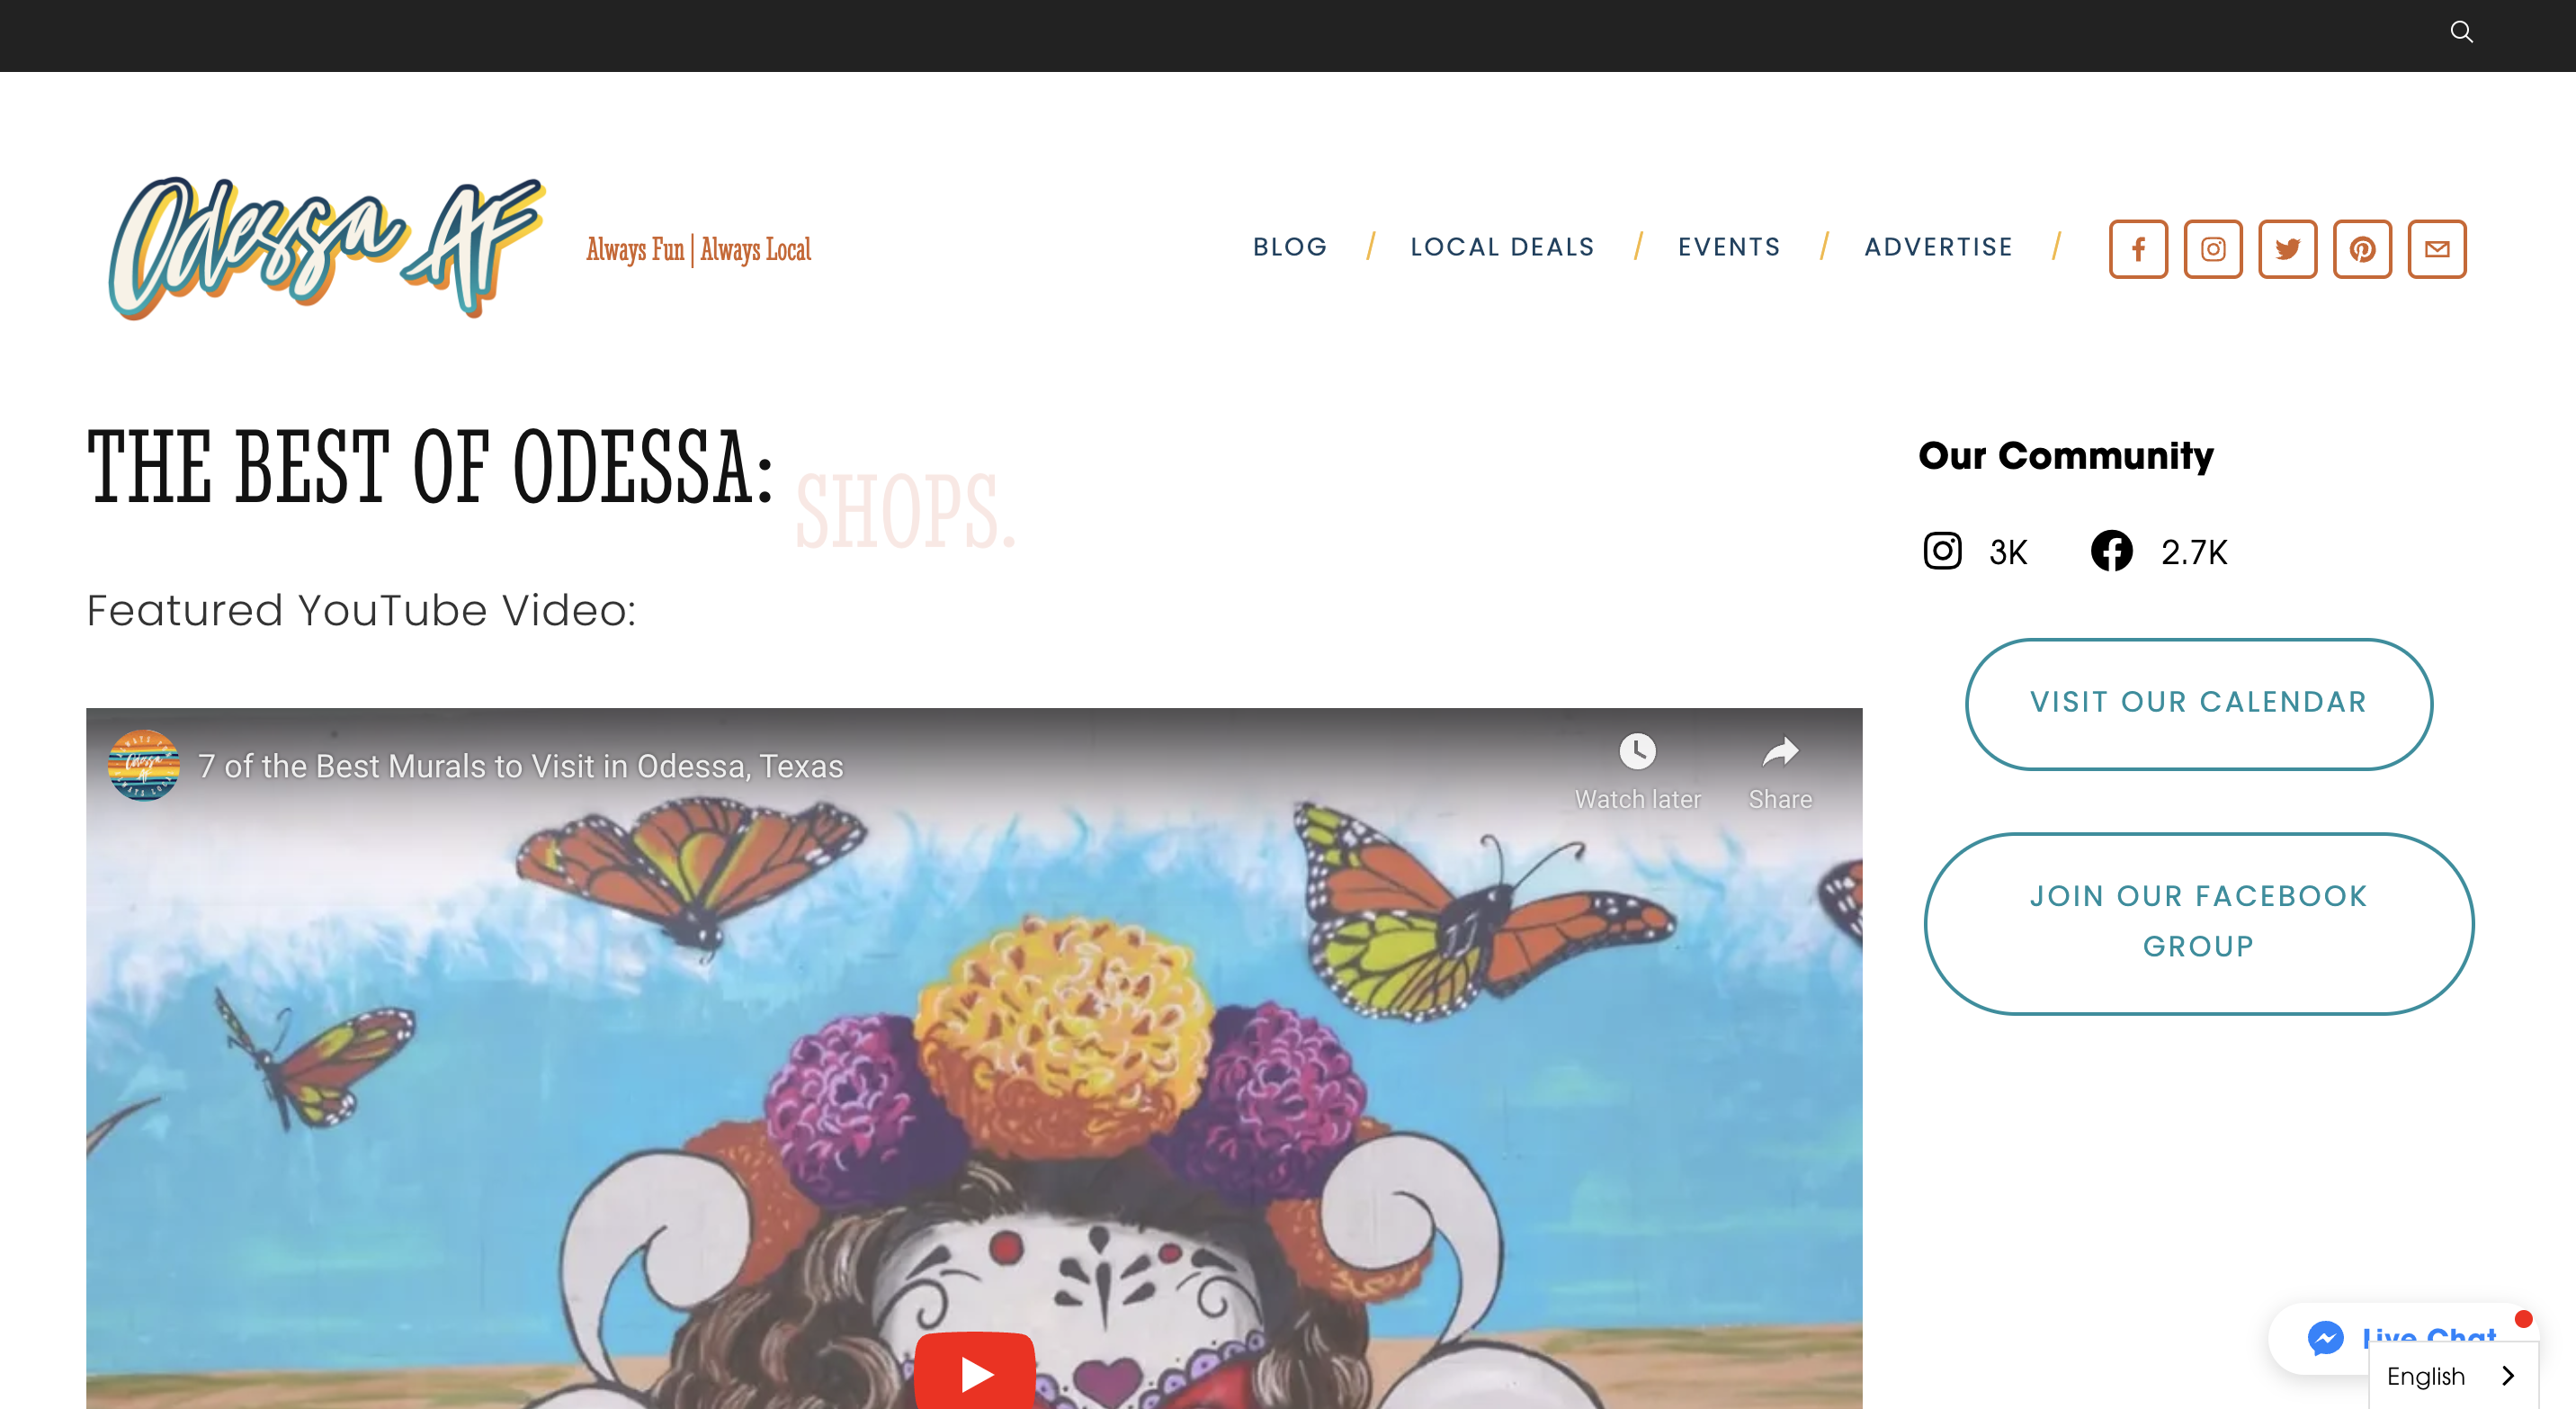 Odessa AF
Always Fun | Always Local
BLOG / LOCAL DEALS / EVENTS / ADVERTISE /
THE BEST OF ODESSA: SHOPS.
Featured YouTube Video:
7 of the Best Murals to Visit in Odessa, Texas
Watch later
Share
Our Community
3K
2.7K
VISIT OUR CALENDAR
JOIN OUR FACEBOOK
GROUP
Live Chat
English